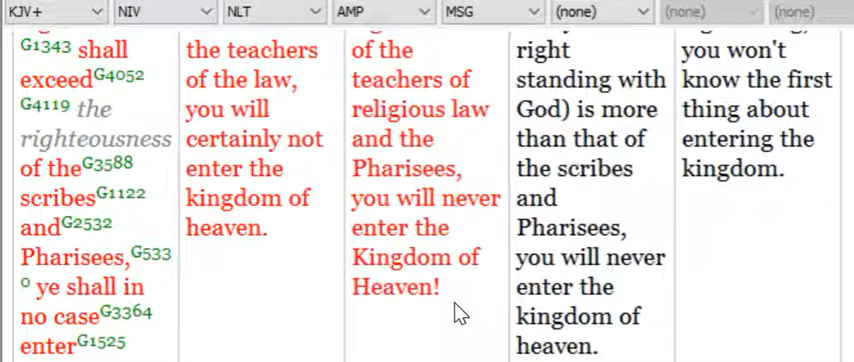 KJV+ NIV NLT AMP MSG (none) (none) (none)
G1343 shall
exceedG4052
G4119 the
righteousness
of theG3588
scribesG1122
andG2532
Pharisees,G533
0 ye shall in
no caseG3364
enterG1525
the teachers
of the law,
you will
certainly not
enter the
kingdom of
heaven.
of the
teachers of
religious law
and the
Pharisees,
you will never
enter the
Kingdom of
Heaven!
right
standing with
God) is more
than that of
the scribes
and
Pharisees,
you will never
enter the
kingdom of
heaven.
you won't
know the first
thing about
entering the
kingdom.